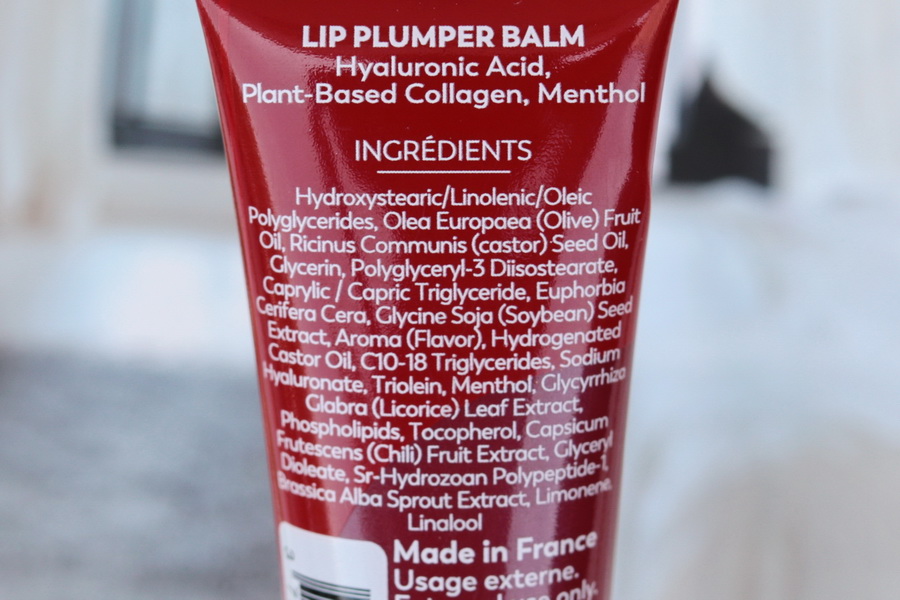 LIP PLUMPER BALM
Hyaluronic Acid,
Plant-Based Collagen, Menthol
INGRÉDIENTS
Hydroxystearic/Linolenic/Oleic
Polyglycerides, Olea Europaea (Olive) Fruit
Oil, Ricinus Communis (castor) Seed Oil,
Glycerin, Polyglyceryl-3 Diisostearate,
Caprylic / Capric Triglyceride, Euphorbia
Cerifera Cera, Glycine Soja (Soybean) Seed
Extract, Aroma (Flavor), Hydrogenated
Castor Oil, C10-18 Triglycerides, Sodium
Hyaluronate, Triolein, Menthol, Glycyrrhiza
Glabra (Licorice) Leaf Extract,
Phospholipids, Tocopherol, Capsicum
Frutescens (Chili) Fruit Extract, Glyceryl
Dioleate, Sr-Hydrozoan Polypeptide-1,
Brassica Alba Sprout Extract, Limonene,
Linalool
Made in France
Usage externe.
only.